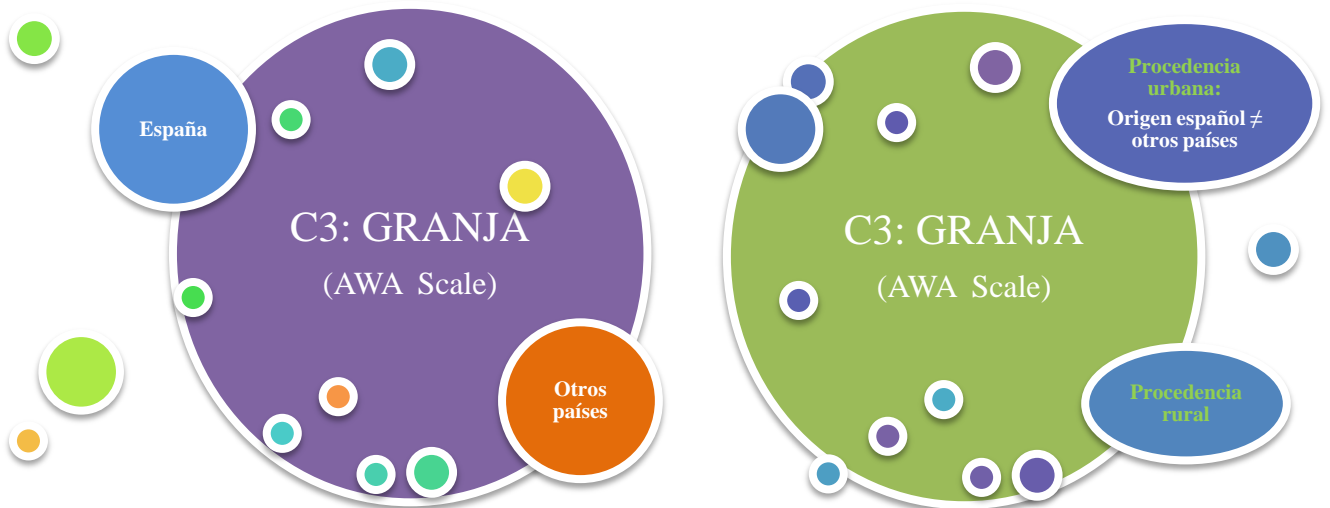 España
C3: GRANJA
(AWA Scale)
Otros
países
Procedencia
urbana:
Origen español ≠
otros países
C3: GRANJA
(AWA Scale)
Procedencia
rural